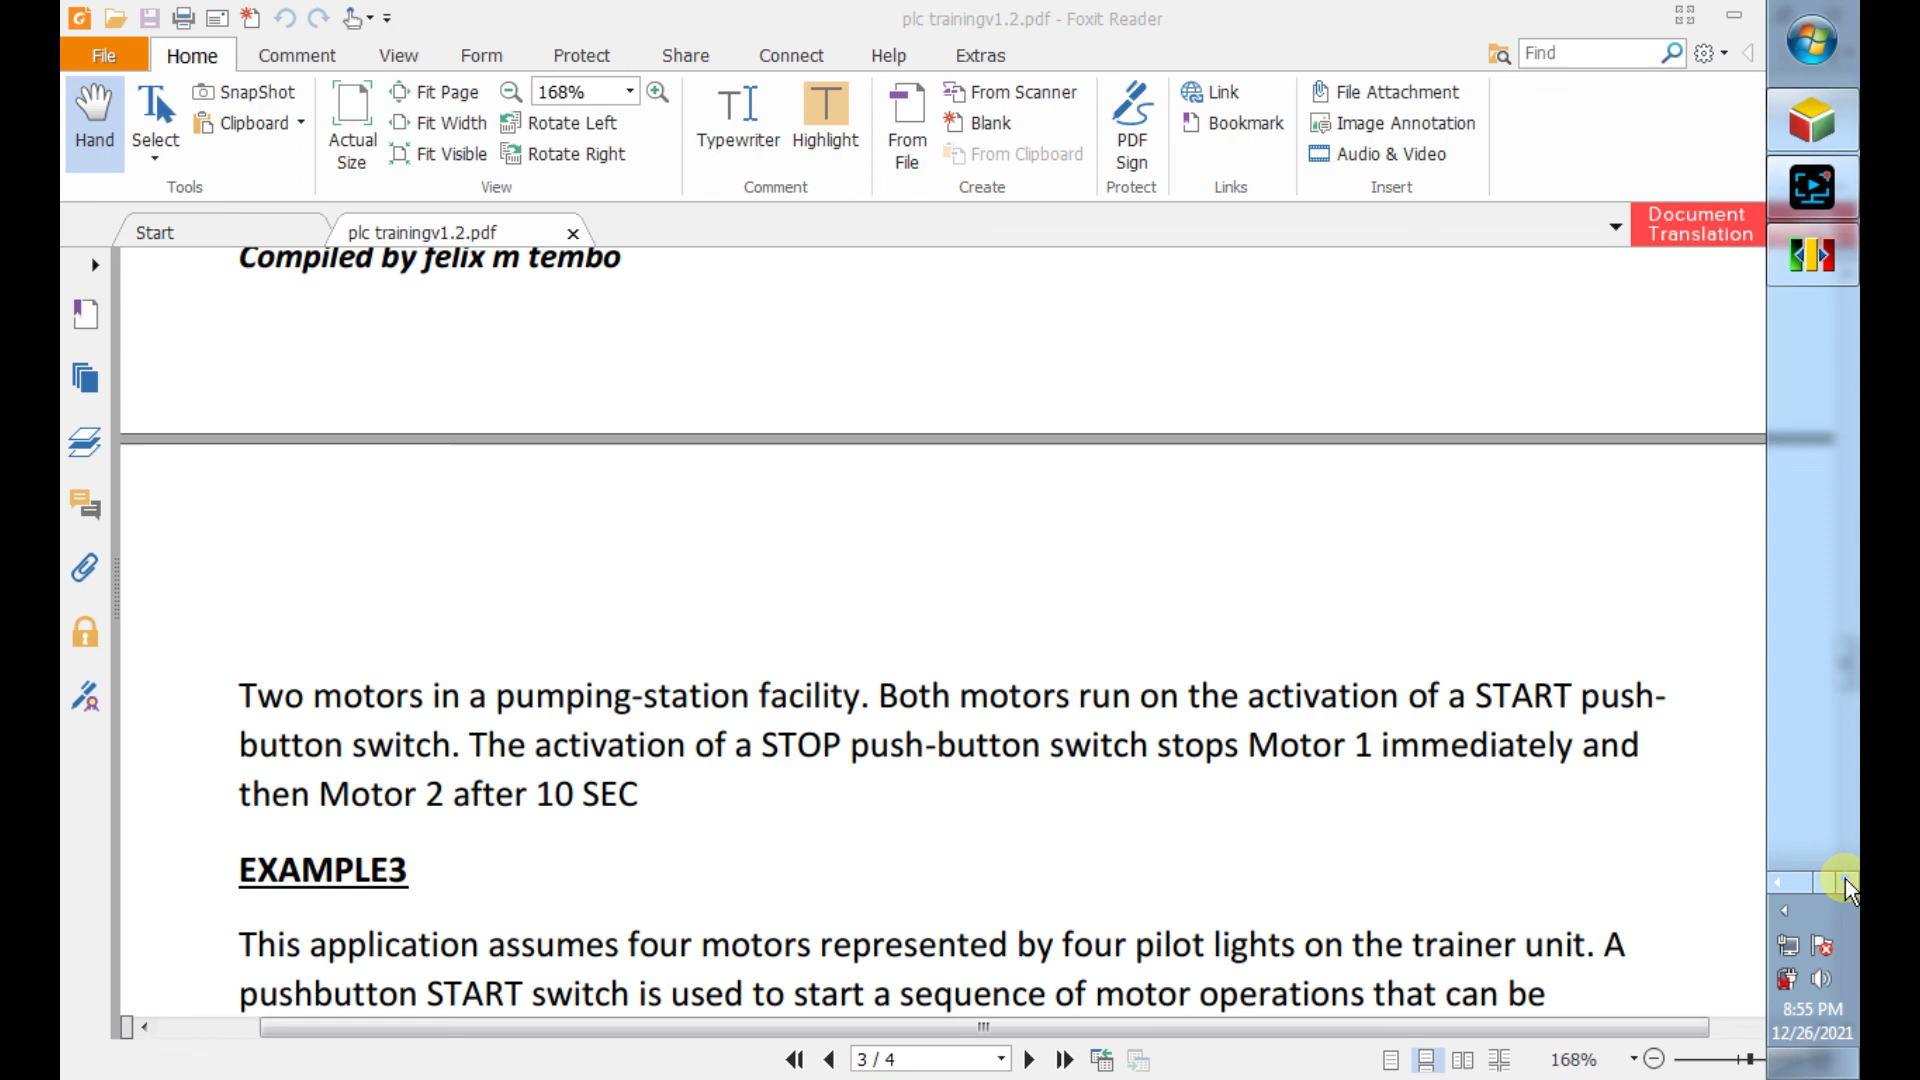 plc trainingv1.2.pdf - Foxit Reader
File Home Comment View Form Protect Share Connect Help Extras Find
Hand
Select
SnapShot
Clipboard
Tools
Actual
Size
Fit Page
Fit Width
Fit Visible
168%
Rotate Left
Rotate Right
View
Typewriter Highlight
Comment
From
File
From Scanner
Blank
From Clipboard
Create
PDF
Sign
Protect
Link
Bookmark
Links
File Attachment
Image Annotation
Audio & Video
Insert
Start
plc trainingv1.2.pdf
Document
Translation
Compiled by felix m tembo
Two motors in a pumping-station facility. Both motors run on the activation of a START push-
button switch. The activation of a STOP push-button switch stops Motor 1 immediately and
then Motor 2 after 10 SEC
EXAMPLE3
This application assumes four motors represented by four pilot lights on the trainer unit. A
pushbutton START switch is used to start a sequence of motor operations that can be
3 / 4
168%
8:55 PM
12/26/2021